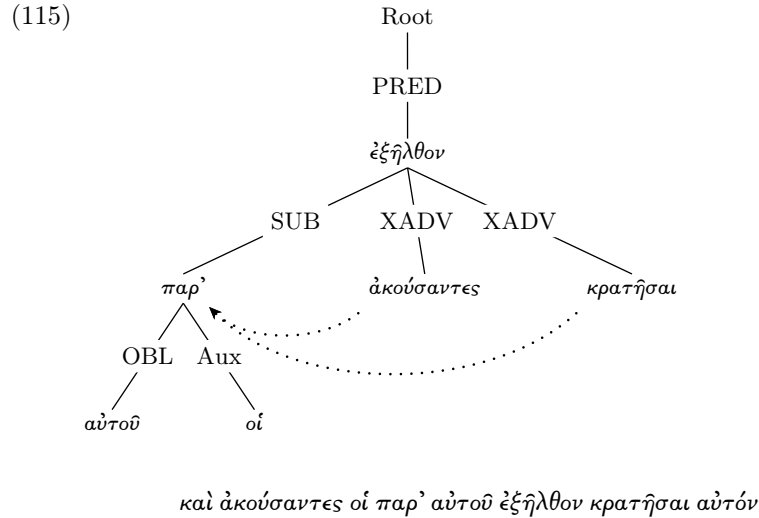 (115)
Root
PRED
ἐξῆλθον
SUB XADV XADV
παρ’ ἀκούσαντες κρατῆσαι
OBL Aux
αὐτοῦ οἱ
καὶ ἀκούσαντες οἱ παρ’ αὐτοῦ ἐξῆλθον κρατῆσαι αὐτόν